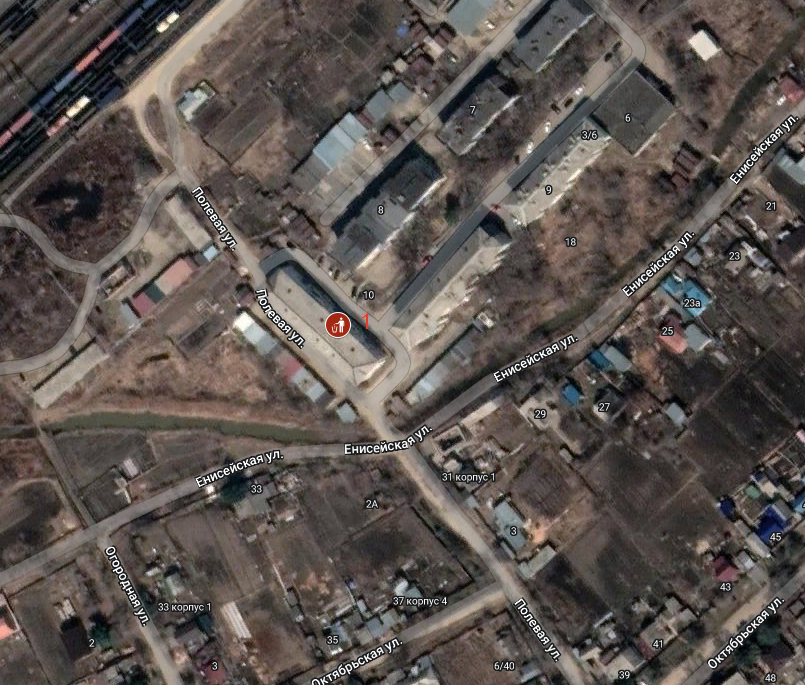 7
6
3/6
Енисейская ул.
9
8
21
Полевая ул.
18
23
Енисейская ул.
10
23а
Полевая ул.
1
25
Енисейская ул.
27
29
Енисейская ул.
Енисейская ул.
31 корпус 1
33
2А
3
45
Огородная ул.
43
33 корпус 1
37 корпус 4
Полевая ул.
Октябрьская ул.
2
35
41
Октябрьская ул.
3
6/40
39
48